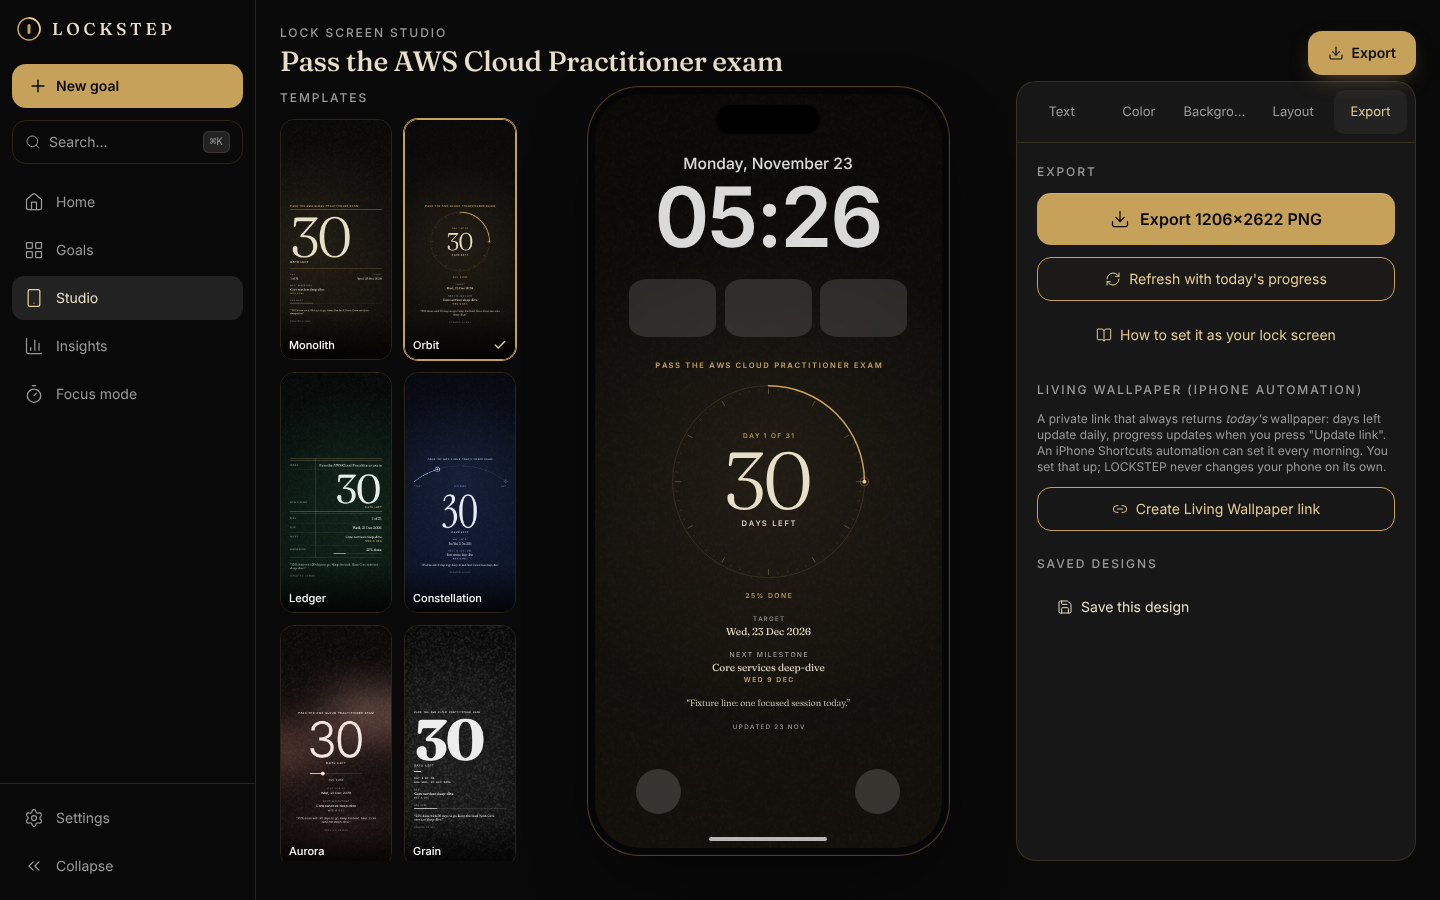 LOCKSTEP
New goal
Search...
⌘K
Home
Goals
Studio
Insights
Focus mode
Settings
Collapse
LOCK SCREEN STUDIO
Pass the AWS Cloud Practitioner exam
Export
TEMPLATES
30
Monolith
30
Orbit
30
Ledger
30
Constellation
30
Aurora
30
Grain
Monday, November 23
05:26
PASS THE AWS CLOUD PRACTITIONER EXAM
DAY 1 OF 31
30
DAYS LEFT
25% DONE
TARGET
Wed, 23 Dec 2026
NEXT MILESTONE
Core services deep-dive
WED 9 DEC
"Fixture line: one focused session today."
UPDATED 23 NOV
Text
Color
Backgro...
Layout
Export
EXPORT
Export 1206×2622 PNG
Refresh with today's progress
How to set it as your lock screen
LIVING WALLPAPER (IPHONE AUTOMATION)
A private link that always returns today's wallpaper: days left
update daily, progress updates when you press "Update link".
An iPhone Shortcuts automation can set it every morning. You
set that up; LOCKSTEP never changes your phone on its own.
Create Living Wallpaper link
SAVED DESIGNS
Save this design